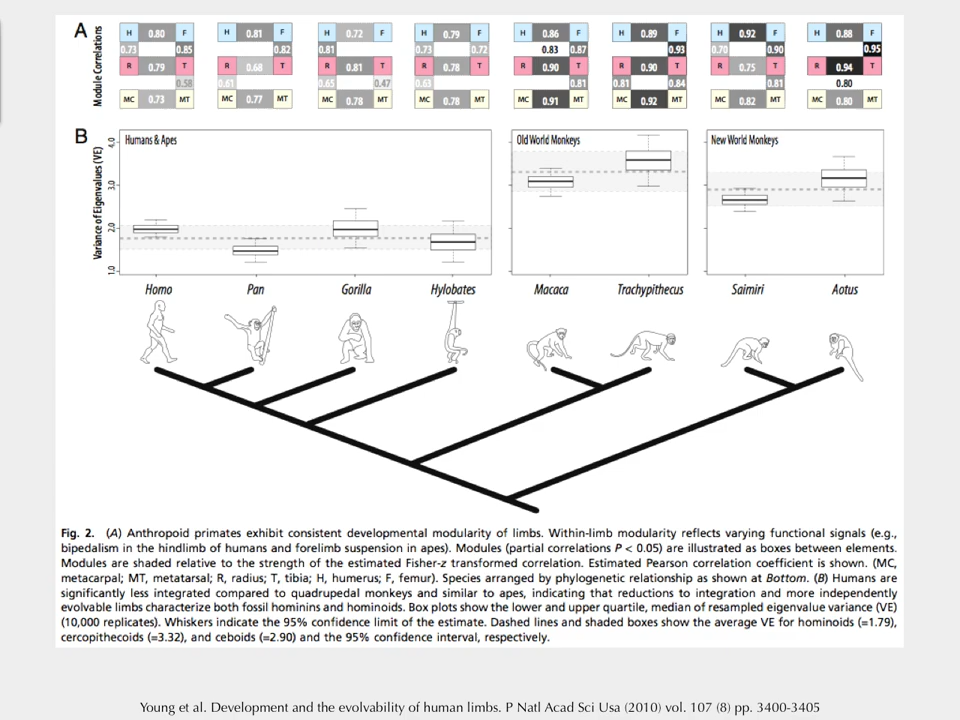 A
Module Correlations
H 0.80 F
0.73 0.85
R 0.79 T
0.58
MC 0.73 MT
H 0.81 F
0.82
R 0.68 T
0.61
MC 0.77 MT
H 0.72 F
0.81
R 0.81 T
0.65 0.47
MC 0.78 MT
H 0.79 F
0.73 0.72
R 0.78 T
0.63
MC 0.78 MT
H 0.86 F
0.83 0.87
R 0.90 T
0.81
MC 0.91 MT
H 0.89 F
0.93
R 0.90 T
0.81 0.84
MC 0.92 MT
H 0.92 F
0.70 0.90
R 0.75 T
0.81
MC 0.82 MT
H 0.88 F
0.95
R 0.94 T
0.80
MC 0.80 MT
B
Variance of Eigenvalues (VE)
4.0
3.0
2.0
1.0
Humans & Apes
Old World Monkeys
New World Monkeys
Homo Pan Gorilla Hylobates Macaca Trachypithecus Saimiri Aotus
Fig. 2. (A) Anthropoid primates exhibit consistent developmental modularity of limbs. Within-limb modularity reflects varying functional signals (e.g.,
bipedalism in the hindlimb of humans and forelimb suspension in apes). Modules (partial correlations P < 0.05) are illustrated as boxes between elements.
Modules are shaded relative to the strength of the estimated Fisher-z transformed correlation. Estimated Pearson correlation coefficient is shown. (MC,
metacarpal; MT, metatarsal; R, radius; T, tibia; H, humerus; F, femur). Species arranged by phylogenetic relationship as shown at Bottom. (B) Humans are
significantly less integrated compared to quadrupedal monkeys and similar to apes, indicating that reductions to integration and more independently
evolvable limbs characterize both fossil hominins and hominoids. Box plots show the lower and upper quartile, median of resampled eigenvalue variance (VE)
(10,000 replicates). Whiskers indicate the 95% confidence limit of the estimate. Dashed lines and shaded boxes show the average VE for hominoids (=1.79),
cercopithecoids (=3.32), and ceboids (=2.90) and the 95% confidence interval, respectively.
Young et al. Development and the evolvability of human limbs. P Natl Acad Sci Usa (2010) vol. 107 (8) pp. 3400-3405